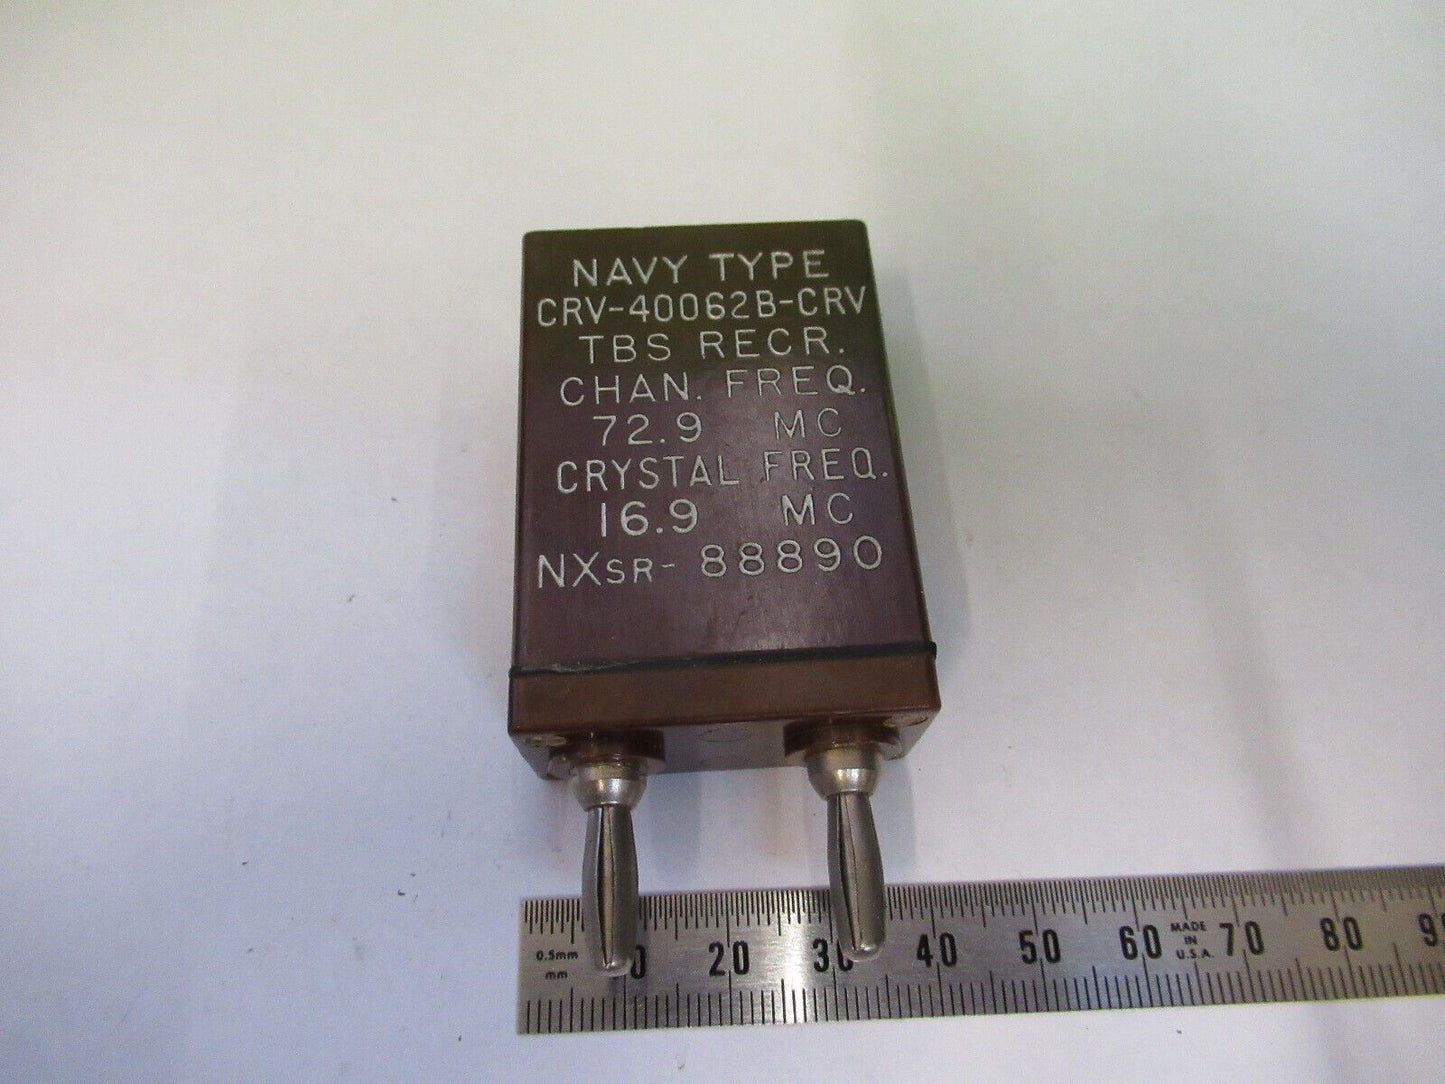 NAVY TYPE
CRV-40062B-CRV
TBS RECR.
CHAN. FREQ.
72.9 MC
CRYSTAL FREQ.
16.9 MC
NXSR- 88890
0.5mm
mm
20 30 40 50 60 MADE IN U.S.A. 70 80